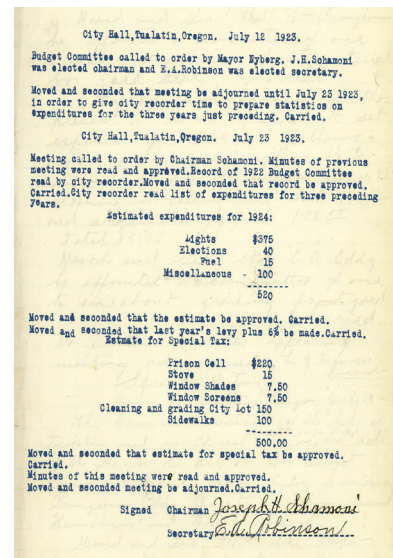 City Hall,Tualatin,Oregon. July 12 1923.
Budget Committee called to order by Mayor Nyberg. J.H.Schamoni
was elected chairman and E.A.Robinson was elected secretary.
Moved and seconded that meeting be adjourned until July 23 1923,
in order to give city recorder time to prepare statistics on
expenditures for the three years just preceding. Carried.
City Hall,Tualatin,Oregon. July 23 1923.
Meeting called to order by Chairman Schamoni. Minutes of previous
meeting were read and approved.Record of 1922 Budget Committee
read by city recorder.Moved and seconded that record be approved.
Carried.City recorder read list of expenditures for three preceding
years.
Estimated expenditures for 1924:
Lights $375
Elections 40
Fuel 15
Miscellaneous - 100
--------
520
Moved and seconded that the estimate be approved. Carried.
Moved and seconded that last year's levy plus 6% be made.Carried.
Estmate for Special Tax:
Prison Cell $220
Stove 15
Window Shades 7.50
Window Screens 7.50
Cleaning and grading City Lot 150
Sidewalks 100
--------
500.00
Moved and seconded that estimate for special tax be approved.
Carried.
Minutes of this meeting were read and approved.
Moved and seconded meeting be adjourned.Carried.
Signed Chairman Joseph H. Schamoni
Secretary E.A. Robinson